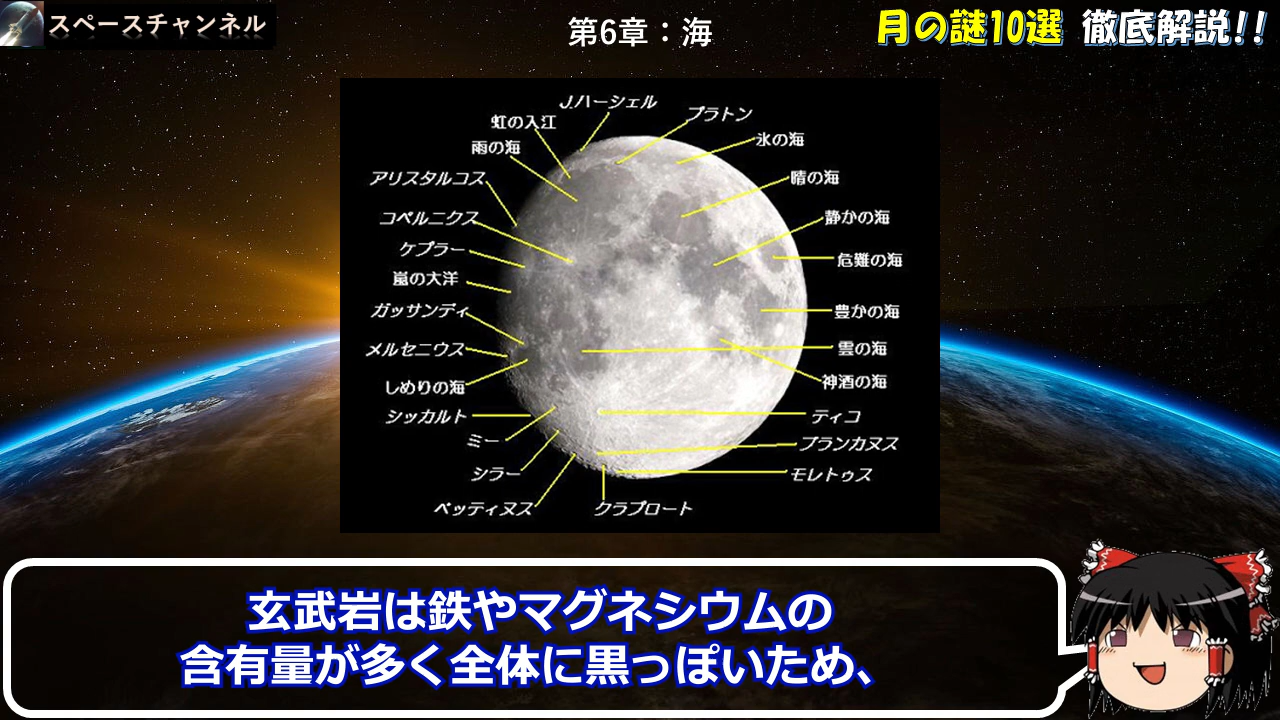 スペースチャンネル
第6章：海
月の謎10選 徹底解説!!
J.ハーシェル
プラトン
虹の入江
氷の海
雨の海
アリスタルコス
晴の海
コペルニクス
静かの海
ケプラー
危難の海
嵐の大洋
ガッサンディ
豊かの海
メルセニウス
雲の海
しめりの海
神酒の海
シッカルト
ティコ
ミー
ブランカヌス
シラー
モレトゥス
ベッティヌス
クラプロート
玄武岩は鉄やマグネシウムの
含有量が多く全体に黒っぽいため、